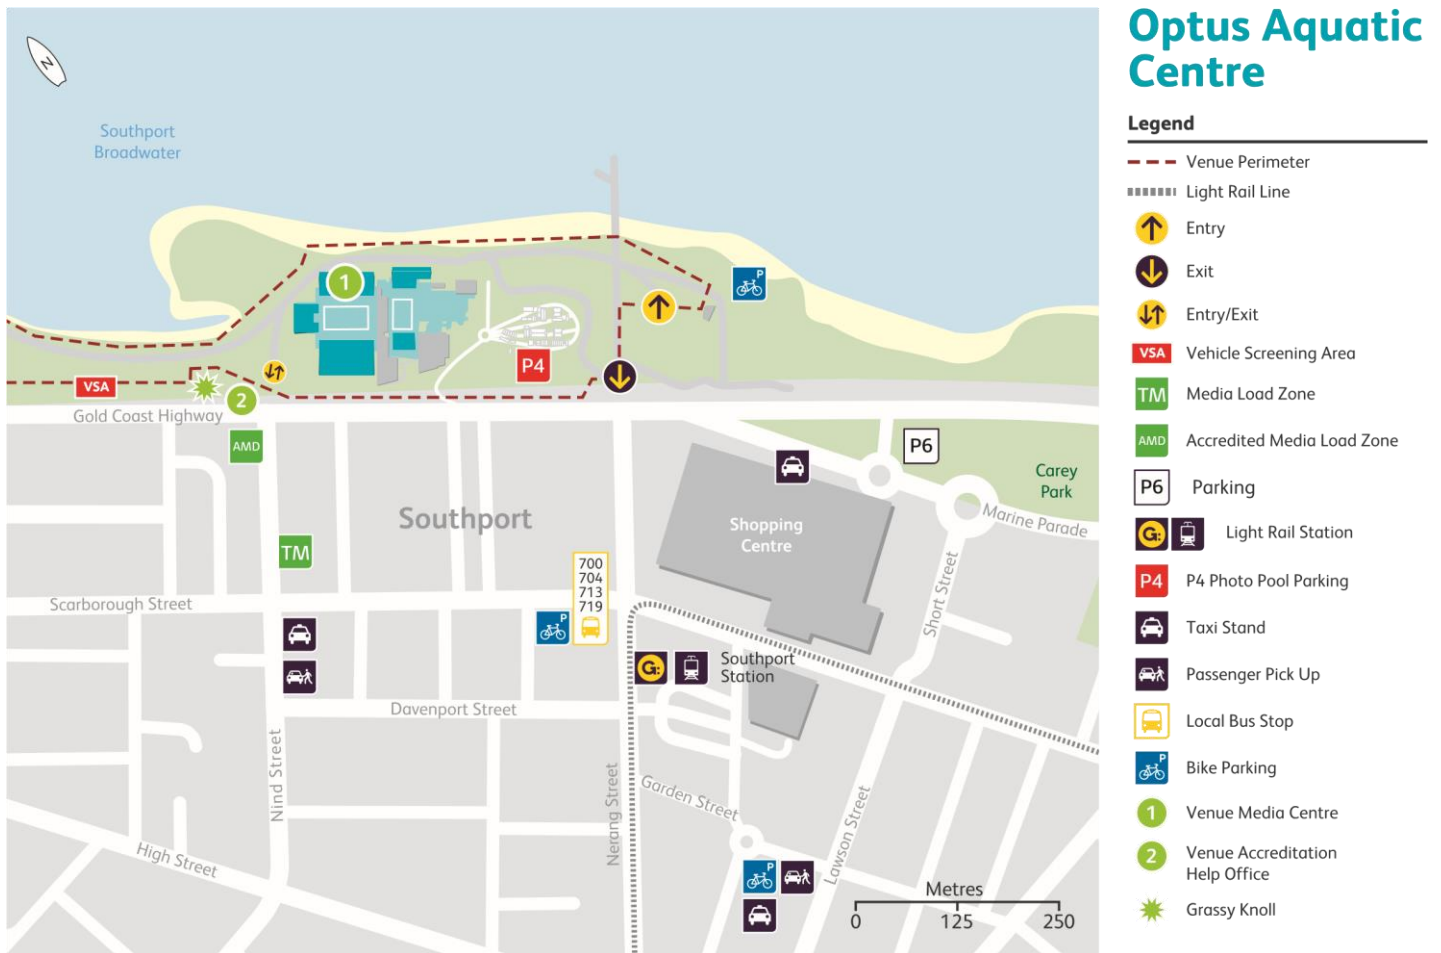 Optus Aquatic
Centre
Legend
Venue Perimeter
Light Rail Line
Entry
Exit
Entry/Exit
VSA Vehicle Screening Area
TM Media Load Zone
AMD Accredited Media Load Zone
P6 Parking
G: Light Rail Station
P4 P4 Photo Pool Parking
Taxi Stand
Passenger Pick Up
Local Bus Stop
P Bike Parking
1 Venue Media Centre
2 Venue Accreditation
Help Office
Grassy Knoll
N
Southport
Broadwater
1
P
P4
VSA
2
Gold Coast Highway
AMD
P6
Carey
Park
Southport
Shopping
Centre
Marine Parade
TM
700
704
713
719
Short Street
Scarborough Street
P
G:
Southport
Station
Davenport Street
Nind Street
Nerang Street
Garden Street
Lawson Street
High Street
P
Metres
0 125 250